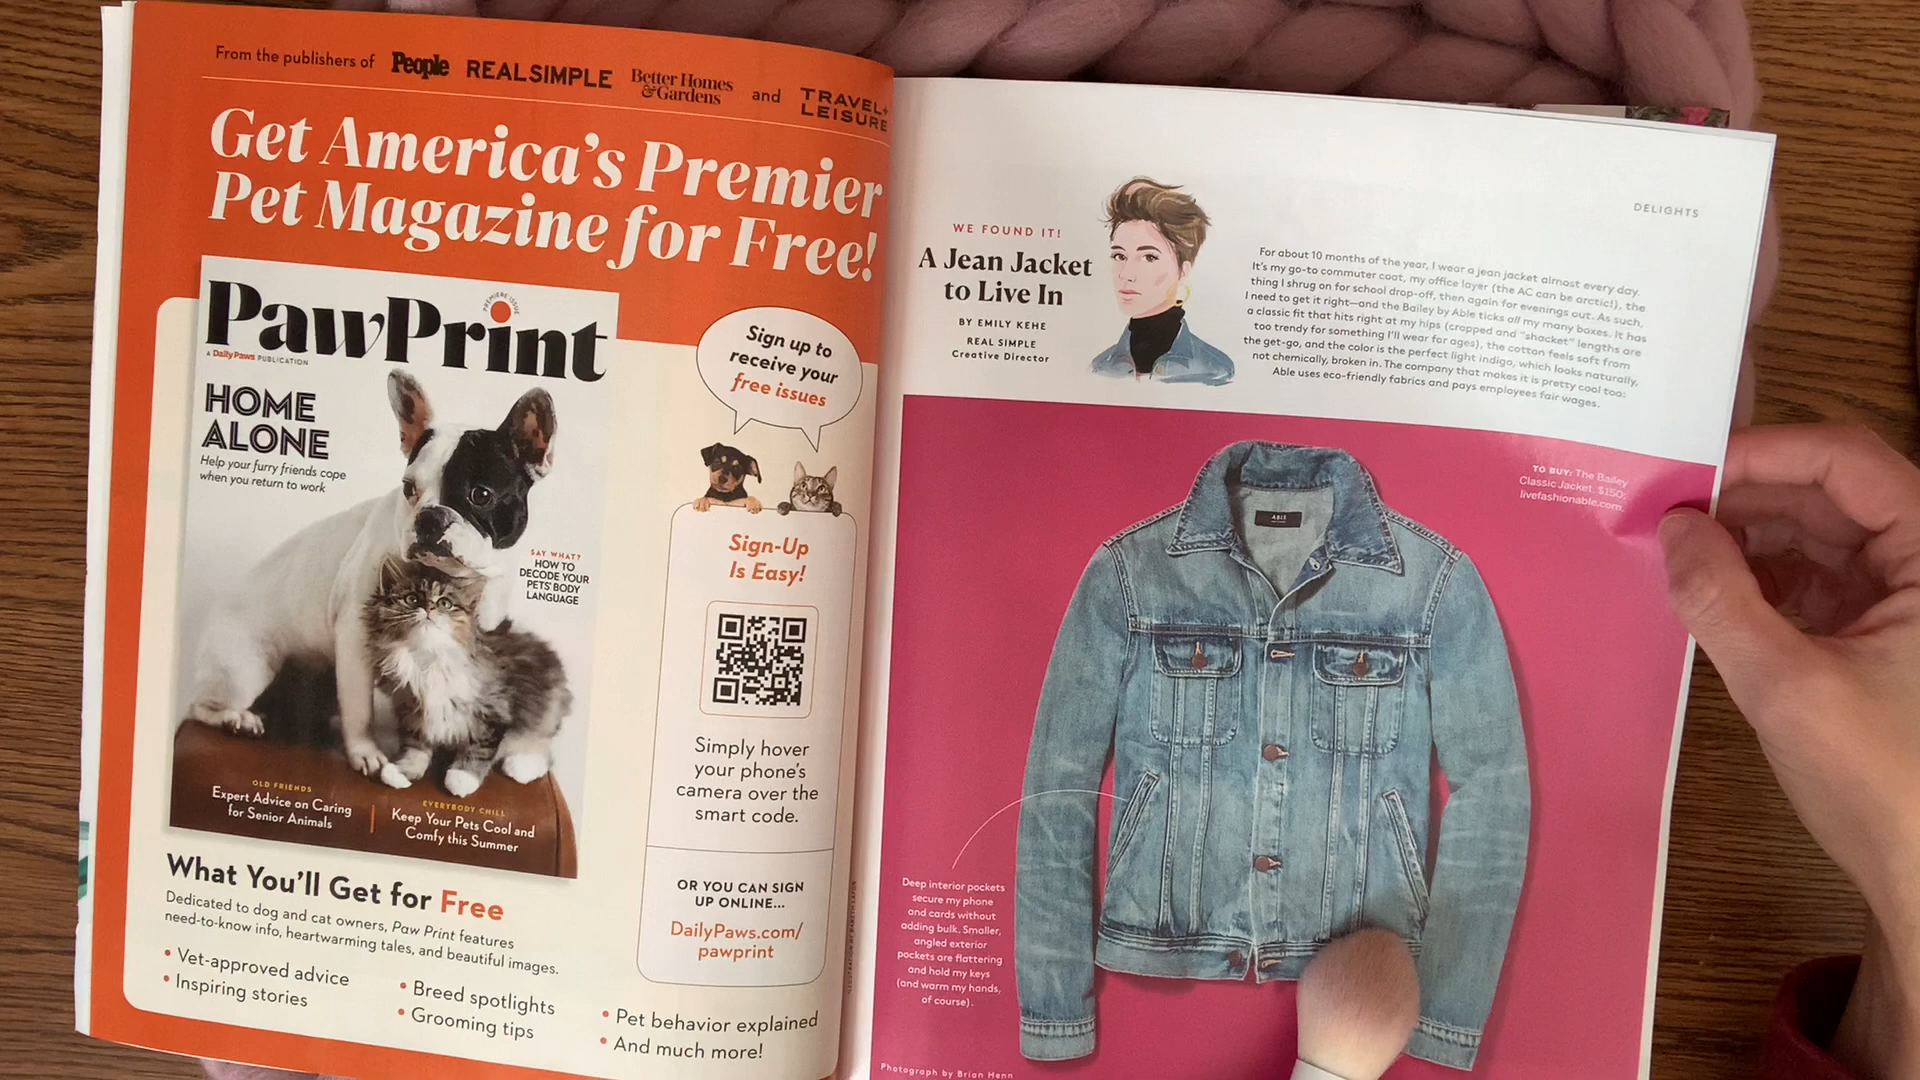 From the publishers of People REAL SIMPLE Better Homes & Gardens and TRAVEL+ LEISURE
Get America's Premier
Pet Magazine for Free!
PREMIERE ISSUE
PawPrint
A Daily Paws PUBLICATION
HOME
ALONE
Help your furry friends cope
when you return to work
SAY WHAT?
HOW TO
DECODE YOUR
PETS' BODY
LANGUAGE
OLD FRIENDS
Expert Advice on Caring
for Senior Animals
EVERYBODY CHILL
Keep Your Pets Cool and
Comfy this Summer
Sign up to
receive your
free issues
Sign-Up
Is Easy!
Simply hover
your phone's
camera over the
smart code.
OR YOU CAN SIGN
UP ONLINE...
DailyPaws.com/
pawprint
What You'll Get for Free
Dedicated to dog and cat owners, Paw Print features
need-to-know info, heartwarming tales, and beautiful images.
• Vet-approved advice
• Inspiring stories
• Breed spotlights
• Grooming tips
• Pet behavior explained
• And much more!
DELIGHTS
WE FOUND IT!
A Jean Jacket
to Live In
BY EMILY KEHE
REAL SIMPLE
Creative Director
For about 10 months of the year, I wear a jean jacket almost every day.
It's my go-to commuter coat, my office layer (the AC can be arctic!), the
thing I shrug on for school drop-off, then again for evenings out. As such,
I need to get it right—and the Bailey by Able ticks all my many boxes. It has
a classic fit that hits right at my hips (cropped and "shacket" lengths are
too trendy for something I'll wear for ages), the cotton feels soft from
the get-go, and the color is the perfect light indigo, which looks naturally,
not chemically, broken in. The company that makes it is pretty cool too:
Able uses eco-friendly fabrics and pays employees fair wages.
TO BUY: The Bailey
Classic Jacket, $150;
livefashionable.com.
ABLE
Deep interior pockets
secure my phone
and cards without
adding bulk. Smaller,
angled exterior
pockets are flattering
and hold my keys
(and warm my hands,
of course).
Photograph by Brian Henn